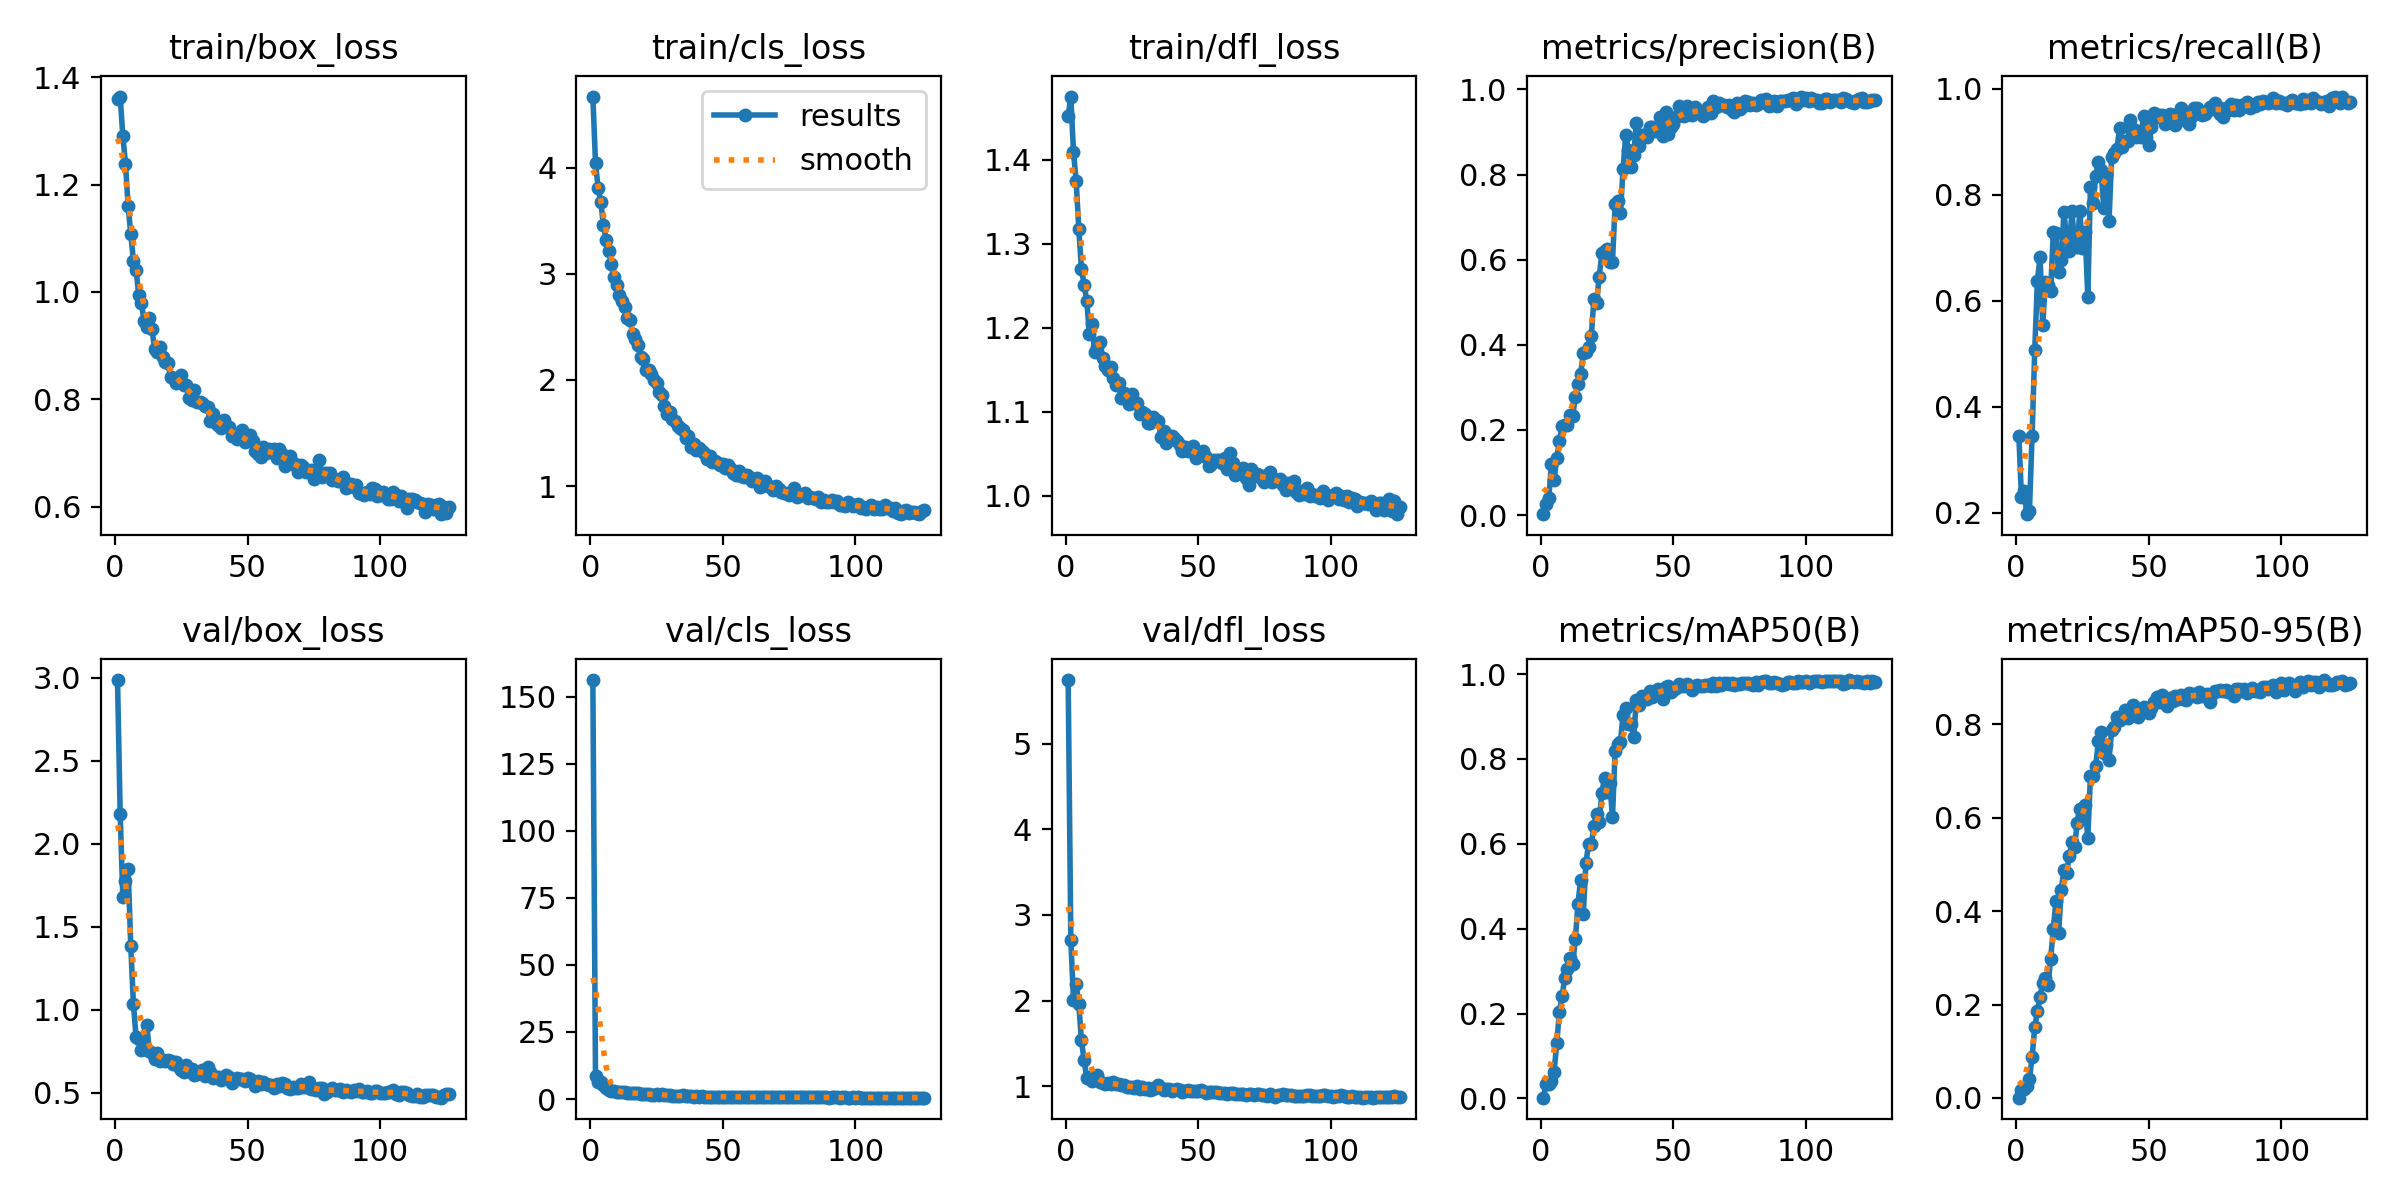 train/box_loss
1.4
1.2
1.0
0.8
0.6
0 50 100
train/cls_loss
results
smooth
4
3
2
1
0 50 100
train/dfl_loss
1.4
1.3
1.2
1.1
1.0
0 50 100
metrics/precision(B)
1.0
0.8
0.6
0.4
0.2
0.0
0 50 100
metrics/recall(B)
1.0
0.8
0.6
0.4
0.2
0 50 100
val/box_loss
3.0
2.5
2.0
1.5
1.0
0.5
0 50 100
val/cls_loss
150
125
100
75
50
25
0
0 50 100
val/dfl_loss
5
4
3
2
1
0 50 100
metrics/mAP50(B)
1.0
0.8
0.6
0.4
0.2
0.0
0 50 100
metrics/mAP50-95(B)
0.8
0.6
0.4
0.2
0.0
0 50 100